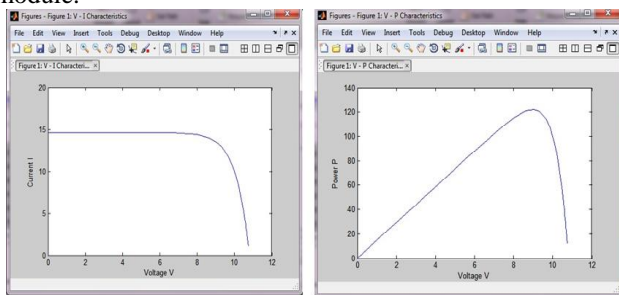 module.
Figures - Figure 1: V - I Characteristics
File Edit View Insert Tools Debug Desktop Window Help
Figure 1: V - I Characteri...
20
15
10
5
0
Current I
0 2 4 6 8 10 12
Voltage V
Figures - Figure 1: V - P Characteristics
File Edit View Insert Tools Debug Desktop Window Help
Figure 1: V - P Characteri...
140
120
100
80
60
40
20
0
Power P
0 2 4 6 8 10 12
Voltage V